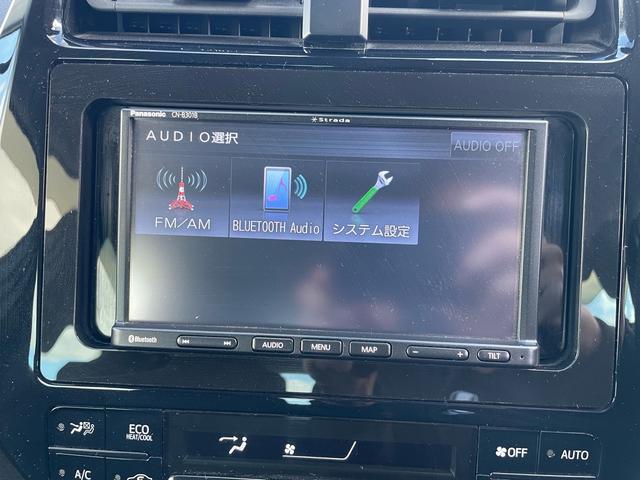 Panasonic
CN-B301B
Strada
AUDIO選択
AUDIO OFF
FM/AM
BLUETOOTH Audio
システム設定
Bluetooth
AUDIO
MENU
MAP
− +
TILT
ECO
HEAT/COOL
OFF
AUTO
A/C